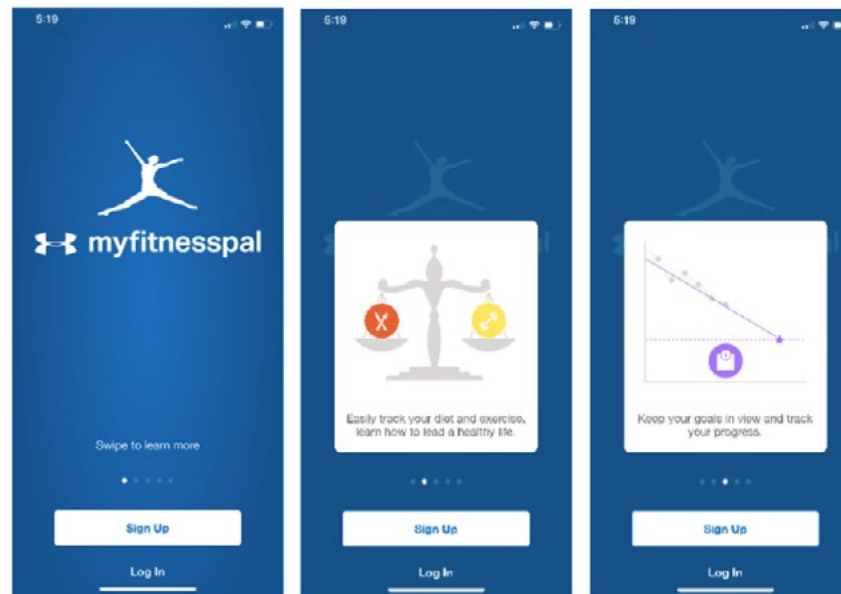 5:19
myfitnesspal
Swipe to learn more
Sign Up
Log In
5:19
Easily track your diet and exercise,
learn how to lead a healthy life.
Sign Up
Log In
5:19
Keep your goals in view and track
your progress.
Sign Up
Log In